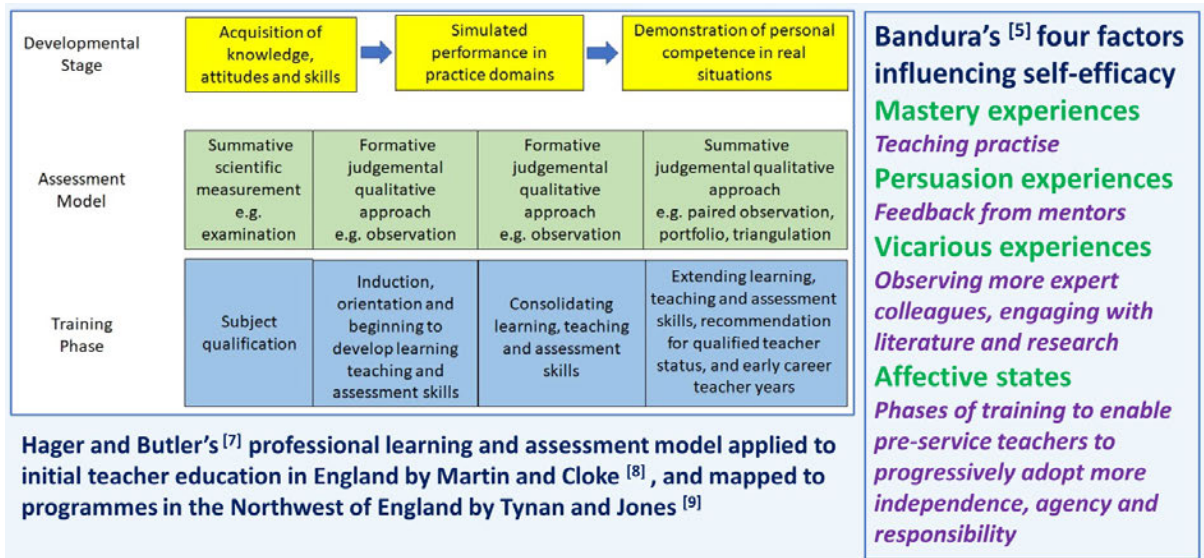 Developmental
Stage
Acquisition of
knowledge,
attitudes and skills
Simulated
performance in
practice domains
Demonstration of personal
competence in real
situations
Assessment
Model
Summative
scientific
measurement
e.g.
examination
Formative
judgemental
qualitative
approach
e.g. observation
Formative
judgemental
qualitative
approach
e.g. observation
Summative
judgemental qualitative
approach
e.g. paired observation,
portfolio, triangulation
Training
Phase
Subject
qualification
Induction,
orientation and
beginning to
develop learning
teaching and
assessment skills
Consolidating
learning, teaching
and assessment
skills
Extending learning,
teaching and assessment
skills, recommendation
for qualified teacher
status, and early career
teacher years
Hager and Butler's [7] professional learning and assessment model applied to
initial teacher education in England by Martin and Cloke [8] , and mapped to
programmes in the Northwest of England by Tynan and Jones [9]
Bandura's [5] four factors
influencing self-efficacy
Mastery experiences
Teaching practise
Persuasion experiences
Feedback from mentors
Vicarious experiences
Observing more expert
colleagues, engaging with
literature and research
Affective states
Phases of training to enable
pre-service teachers to
progressively adopt more
independence, agency and
responsibility